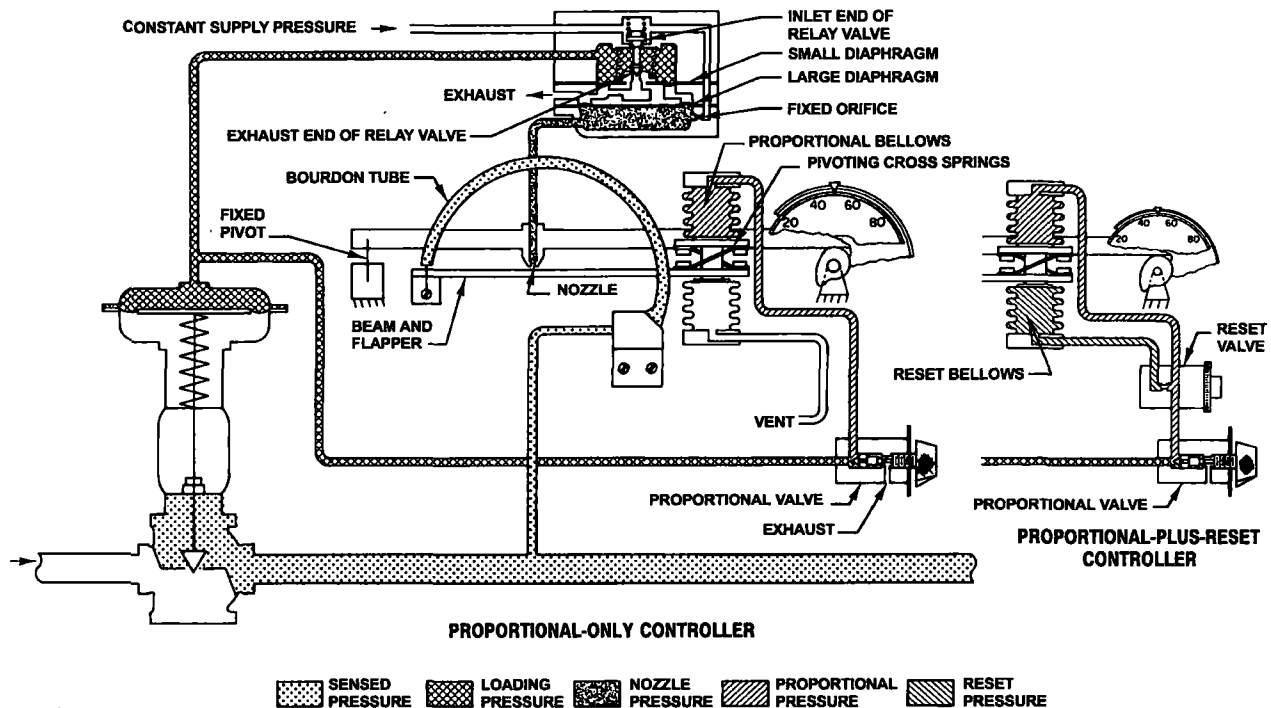 CONSTANT SUPPLY PRESSURE
INLET END OF
RELAY VALVE
SMALL DIAPHRAGM
LARGE DIAPHRAGM
EXHAUST
FIXED ORIFICE
EXHAUST END OF RELAY VALVE
PROPORTIONAL BELLOWS
PIVOTING CROSS SPRINGS
BOURDON TUBE
FIXED
PIVOT
20 40 60 80
20 40 60 80
NOZZLE
BEAM AND
FLAPPER
RESET
VALVE
RESET BELLOWS
VENT
PROPORTIONAL VALVE
EXHAUST
PROPORTIONAL VALVE
PROPORTIONAL-PLUS-RESET
CONTROLLER
PROPORTIONAL-ONLY CONTROLLER
SENSED
PRESSURE
LOADING
PRESSURE
NOZZLE
PRESSURE
PROPORTIONAL
PRESSURE
RESET
PRESSURE